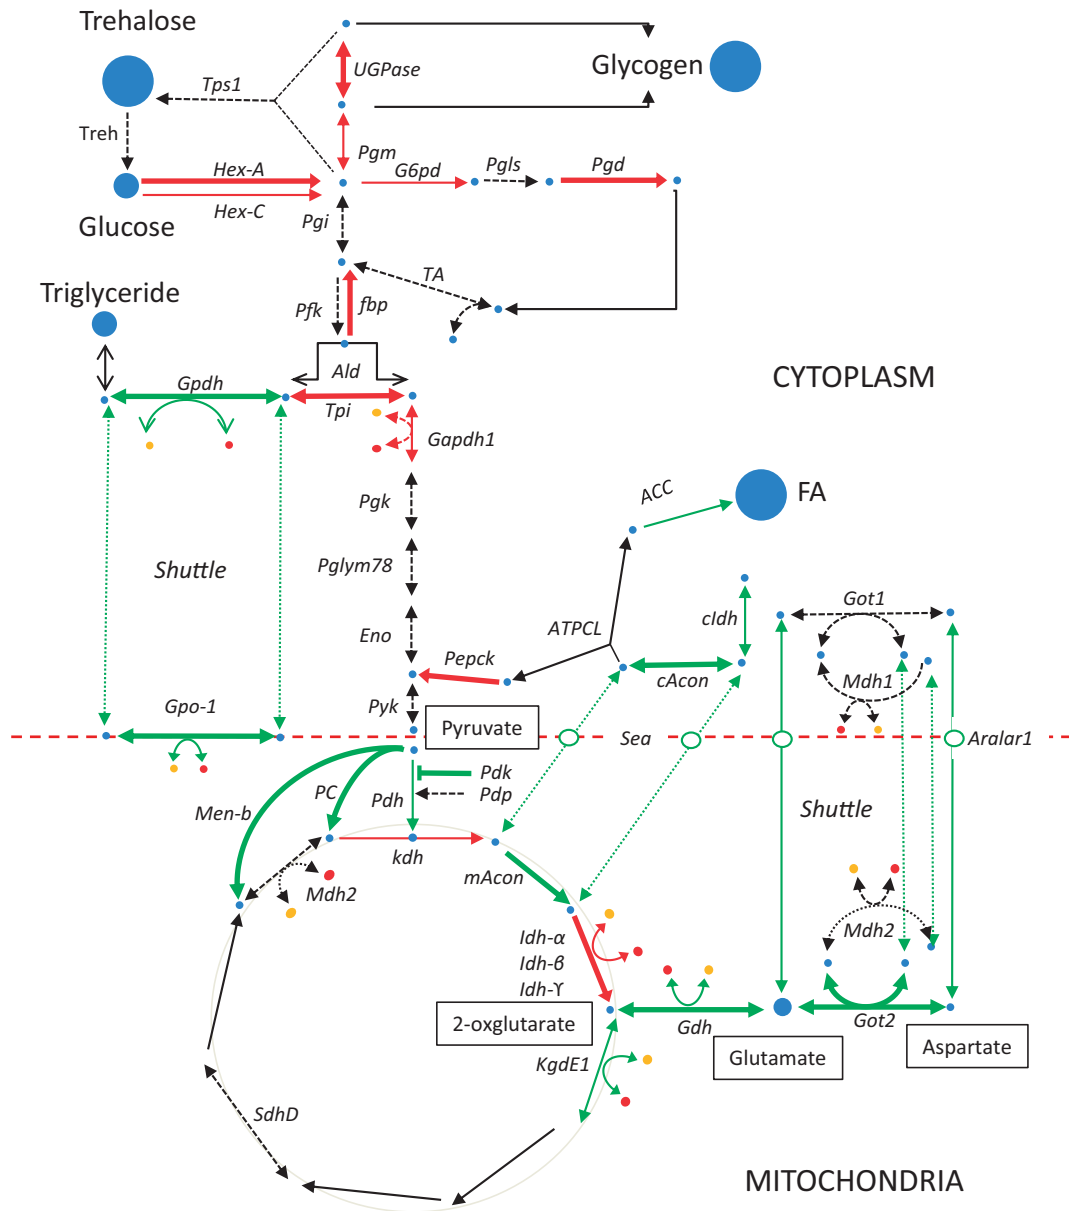 Trehalose
Glycogen
UGPase
Tps1
Treh
Pgm
Hex-A
G6pd
Pgls
Pgd
Hex-C
Glucose
Pgi
TA
Triglyceride
Pfk
fbp
Ald
CYTOPLASM
Gpdh
Tpi
Gapdh1
ACC
FA
Pgk
Pglym78
Shuttle
cIdh
Got1
ATPCL
Eno
Pepck
cAcon
Mdh1
Pyk
Gpo-1
Pyruvate
Sea
Aralar1
Pdk
PC
Pdh
Pdp
Men-b
Shuttle
kdh
mAcon
Mdh2
Idh-α
Mdh2
Idh-β
Idh-ϒ
2-oxglutarate
Gdh
Got2
Glutamate
Aspartate
KgdE1
SdhD
MITOCHONDRIA